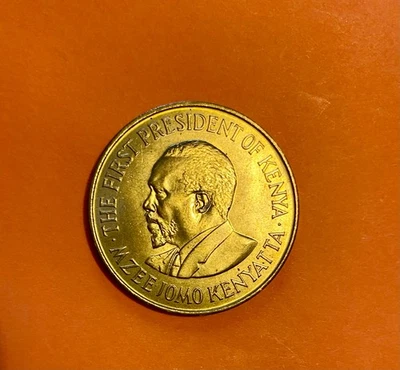 · THE FIRST PRESIDENT OF KENYA ·
MZEE JOMO KENYATTA